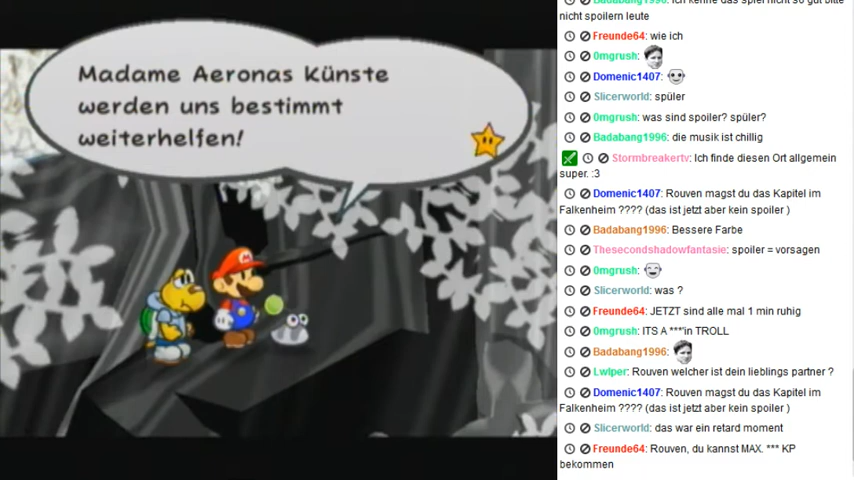 Madame Aeronas Künste
werden uns bestimmt
weiterhelfen!
nicht spoilern leute
Freunde64: wie ich
0mgrush:
Domenic1407:
Slicerworld: spüler
0mgrush: was sind spoiler? spüler?
Badabang1996: die musik ist chillig
Stormbreakertv: Ich finde diesen Ort allgemein
super. :3
Domenic1407: Rouven magst du das Kapitel im
Falkenheim ???? (das ist jetzt aber kein spoiler )
Badabang1996: Bessere Farbe
Thesecondshadowfantasie: spoiler = vorsagen
0mgrush:
Slicerworld: was ?
Freunde64: JETZT sind alle mal 1 min ruhig
0mgrush: ITS A ***'in TROLL
Badabang1996:
Lwlper: Rouven welcher ist dein lieblings partner ?
Domenic1407: Rouven magst du das Kapitel im
Falkenheim ???? (das ist jetzt aber kein spoiler )
Slicerworld: das war ein retard moment
Freunde64: Rouven, du kannst MAX. *** KP
bekommen